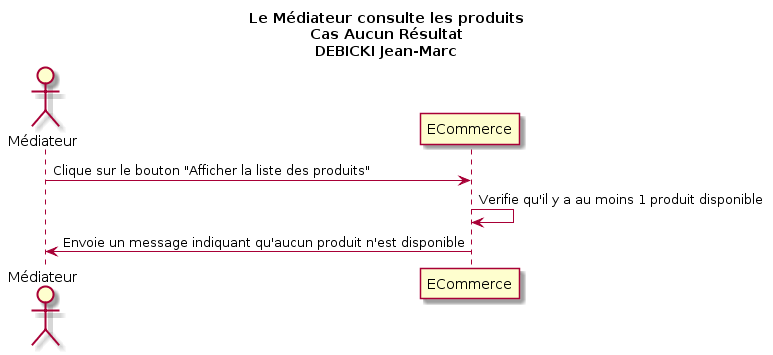 Le Médiateur consulte les produits
Cas Aucun Résultat
DEBICKI Jean-Marc
Médiateur
ECommerce
Clique sur le bouton "Afficher la liste des produits"
Verifie qu'il y a au moins 1 produit disponible
Envoie un message indiquant qu'aucun produit n'est disponible
Médiateur
ECommerce